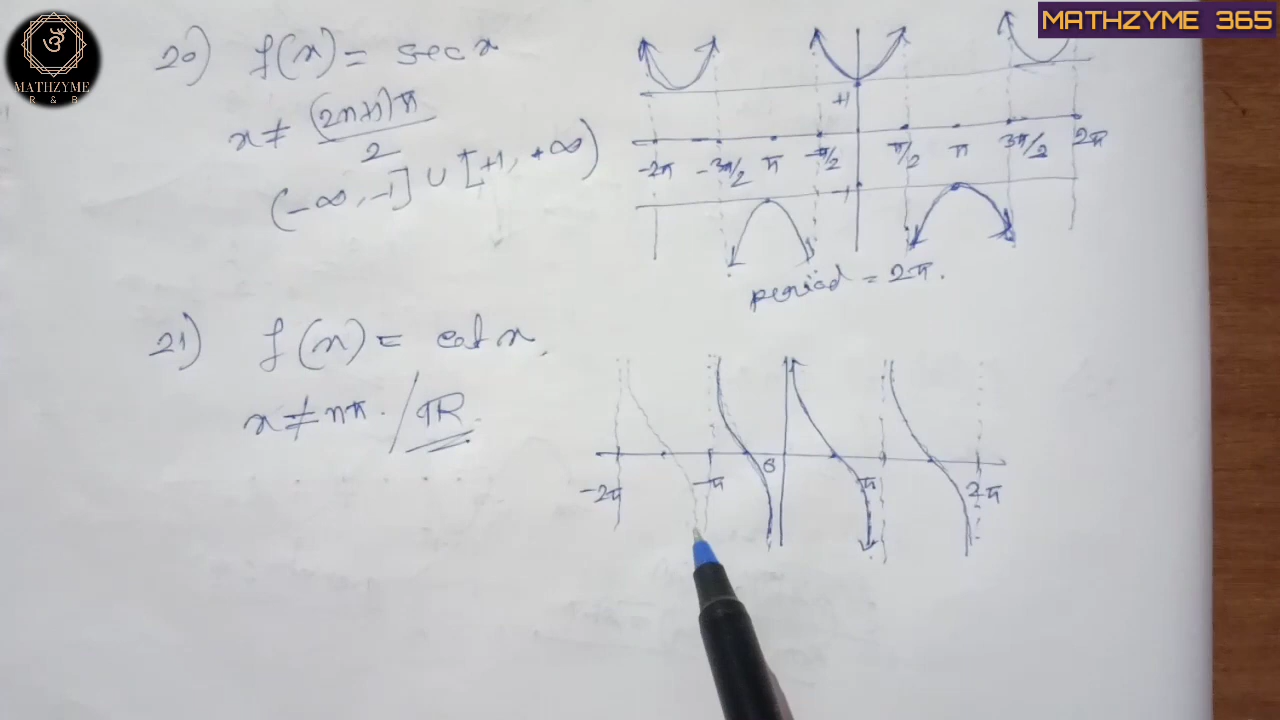 MATHZYME 365
ॐ
MATHZYME
R & B
20) f(x) = sec x
x ≠ (2n+1)π/2
(-∞, -1] ∪ [+1, +∞)
+1
-2π -3π/2 π -π/2 π/2 π 3π/2 2π
-1
period = 2π.
21) f(x) = cot x.
x ≠ nπ. / IR
-2π -π 0 π 2π